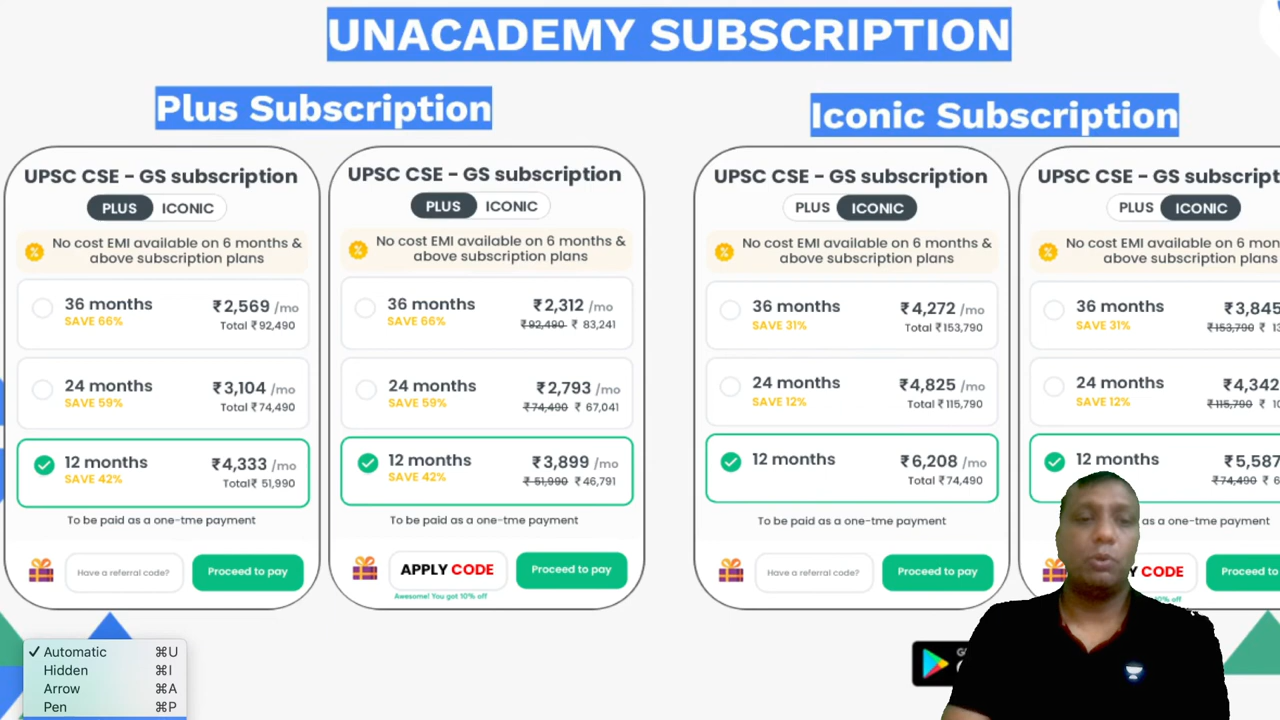 UNACADEMY SUBSCRIPTION
Plus Subscription
UPSC CSE - GS subscription
PLUS ICONIC
No cost EMI available on 6 months &
above subscription plans
36 months ₹2,569 /mo
SAVE 66% Total ₹92,490
24 months ₹3,104 /mo
SAVE 59% Total ₹74,490
12 months ₹4,333 /mo
SAVE 42% Total₹ 51,990
To be paid as a one-tme payment
Have a referral code? Proceed to pay
UPSC CSE - GS subscription
PLUS ICONIC
No cost EMI available on 6 months &
above subscription plans
36 months ₹2,312 /mo
SAVE 66% ₹92,490 ₹ 83,241
24 months ₹2,793 /mo
SAVE 59% ₹74,490 ₹ 67,041
12 months ₹3,899 /mo
SAVE 42% ₹51,990 ₹46,791
To be paid as a one-tme payment
APPLY CODE Proceed to pay
Awesome! You got 10% off
Iconic Subscription
UPSC CSE - GS subscription
PLUS ICONIC
No cost EMI available on 6 months &
above subscription plans
36 months ₹4,272 /mo
SAVE 31% Total ₹153,790
24 months ₹4,825 /mo
SAVE 12% Total ₹115,790
12 months ₹6,208 /mo
Total ₹74,490
To be paid as a one-tme payment
Have a referral code? Proceed to pay
UPSC CSE - GS
PLUS ICONIC
No cost EMI available on 6
above subscription plans
36 months ₹3,845
SAVE 31% ₹153,790 ₹
24 months ₹4,342
SAVE 12% ₹115,790 ₹
12 months ₹5,587
₹74,490 ₹
as a one-tme payment
CODE Proceed to
10% off
✓ Automatic ⌘U
Hidden ⌘I
Arrow ⌘A
Pen ⌘P